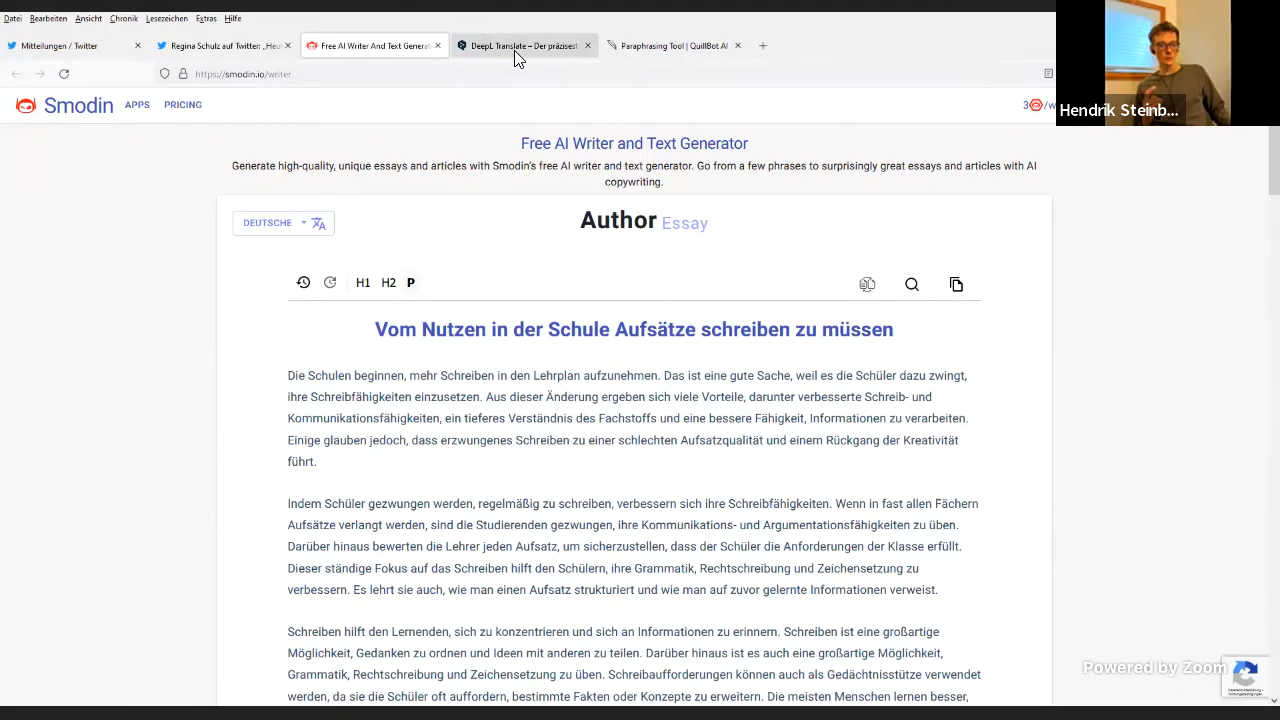 Datei Bearbeiten Ansicht Chronik Lesezeichen Extras Hilfe
Mitteilungen / Twitter
Regina Schulz auf Twitter: „Heu
Free AI Writer And Text Generat
DeepL Translate – Der präzisest
Paraphrasing Tool | QuillBot AI
https://smodin.io/writer
Hendrik Steinb...
Smodin APPS PRICING
Free AI Writer and Text Generator
Generate high-quality, unique essays and articles with Smodin's free AI writer and text generator. Go from a few phrases to surprisingly great essays and articles with AI
copywriting.
DEUTSCHE
Author Essay
H1 H2 P
Vom Nutzen in der Schule Aufsätze schreiben zu müssen
Die Schulen beginnen, mehr Schreiben in den Lehrplan aufzunehmen. Das ist eine gute Sache, weil es die Schüler dazu zwingt,
ihre Schreibfähigkeiten einzusetzen. Aus dieser Änderung ergeben sich viele Vorteile, darunter verbesserte Schreib- und
Kommunikationsfähigkeiten, ein tieferes Verständnis des Fachstoffs und eine bessere Fähigkeit, Informationen zu verarbeiten.
Einige glauben jedoch, dass erzwungenes Schreiben zu einer schlechten Aufsatzqualität und einem Rückgang der Kreativität
führt.
Indem Schüler gezwungen werden, regelmäßig zu schreiben, verbessern sich ihre Schreibfähigkeiten. Wenn in fast allen Fächern
Aufsätze verlangt werden, sind die Studierenden gezwungen, ihre Kommunikations- und Argumentationsfähigkeiten zu üben.
Darüber hinaus bewerten die Lehrer jeden Aufsatz, um sicherzustellen, dass der Schüler die Anforderungen der Klasse erfüllt.
Dieser ständige Fokus auf das Schreiben hilft den Schülern, ihre Grammatik, Rechtschreibung und Zeichensetzung zu
verbessern. Es lehrt sie auch, wie man einen Aufsatz strukturiert und wie man auf zuvor gelernte Informationen verweist.
Schreiben hilft den Lernenden, sich zu konzentrieren und sich an Informationen zu erinnern. Schreiben ist eine großartige
Möglichkeit, Gedanken zu ordnen und Ideen mit anderen zu teilen. Darüber hinaus ist es auch eine großartige Möglichkeit,
Grammatik, Rechtschreibung und Zeichensetzung zu üben. Schreibaufforderungen können auch als Gedächtnisstütze verwendet
werden, da sie die Schüler oft auffordern, bestimmte Fakten oder Konzepte zu erweitern. Die meisten Menschen lernen besser,
Powered by Zoom